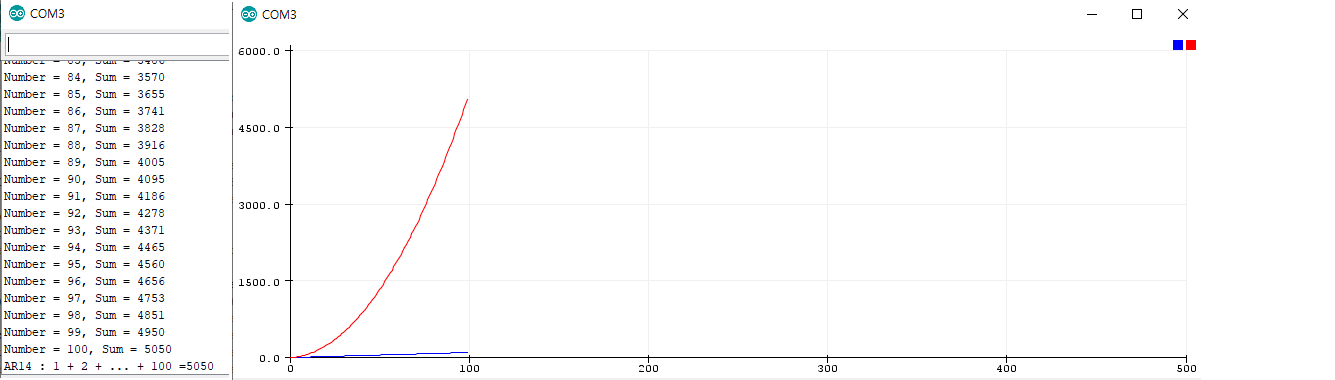 COM3
Number = 83, Sum = 3486
Number = 84, Sum = 3570
Number = 85, Sum = 3655
Number = 86, Sum = 3741
Number = 87, Sum = 3828
Number = 88, Sum = 3916
Number = 89, Sum = 4005
Number = 90, Sum = 4095
Number = 91, Sum = 4186
Number = 92, Sum = 4278
Number = 93, Sum = 4371
Number = 94, Sum = 4465
Number = 95, Sum = 4560
Number = 96, Sum = 4656
Number = 97, Sum = 4753
Number = 98, Sum = 4851
Number = 99, Sum = 4950
Number = 100, Sum = 5050
AR14 : 1 + 2 + ... + 100 =5050
COM3
6000.0
4500.0
3000.0
1500.0
0.0
0 100 200 300 400 500